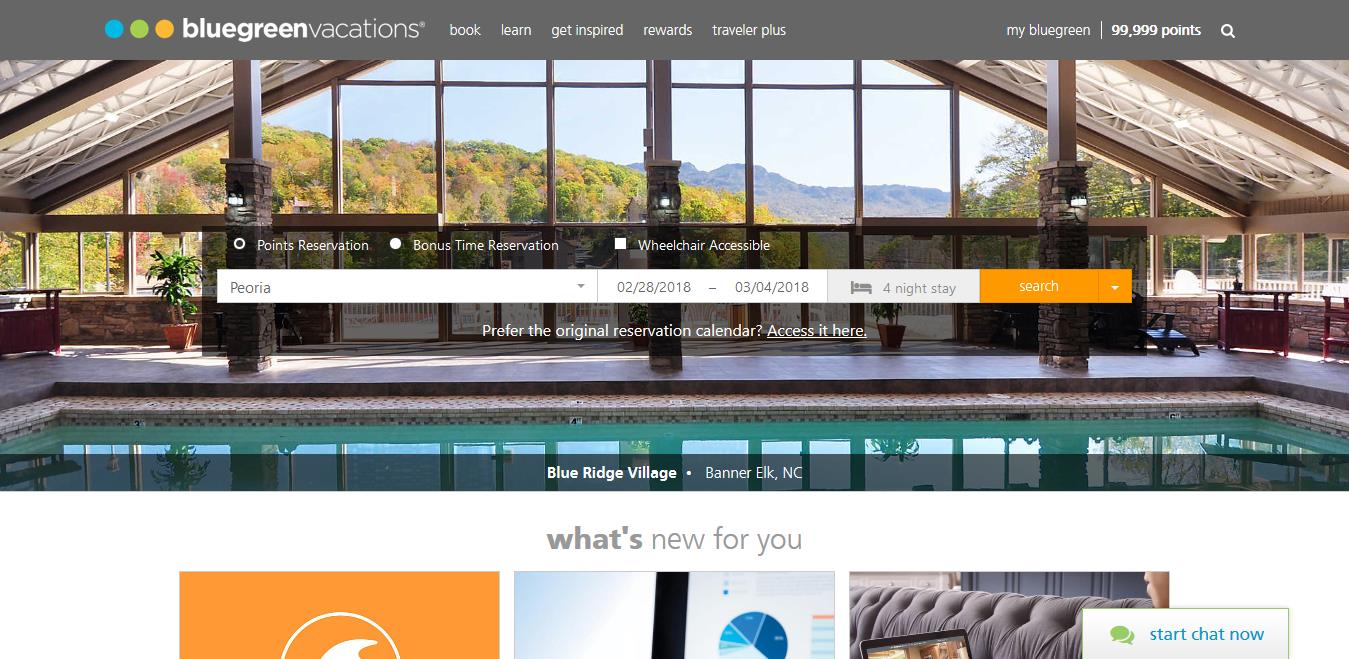 bluegreenvacations® book learn get inspired rewards traveler plus my bluegreen 99,999 points
Points Reservation Bonus Time Reservation Wheelchair Accessible
Peoria 02/28/2018 – 03/04/2018 4 night stay search
Prefer the original reservation calendar? Access it here.
Blue Ridge Village • Banner Elk, NC
what's new for you
start chat now